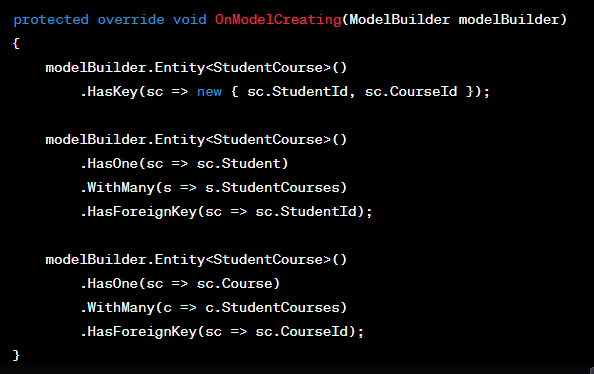 protected override void OnModelCreating(ModelBuilder modelBuilder)
{
    modelBuilder.Entity<StudentCourse>()
        .HasKey(sc => new { sc.StudentId, sc.CourseId });

    modelBuilder.Entity<StudentCourse>()
        .HasOne(sc => sc.Student)
        .WithMany(s => s.StudentCourses)
        .HasForeignKey(sc => sc.StudentId);

    modelBuilder.Entity<StudentCourse>()
        .HasOne(sc => sc.Course)
        .WithMany(c => c.StudentCourses)
        .HasForeignKey(sc => sc.CourseId);
}